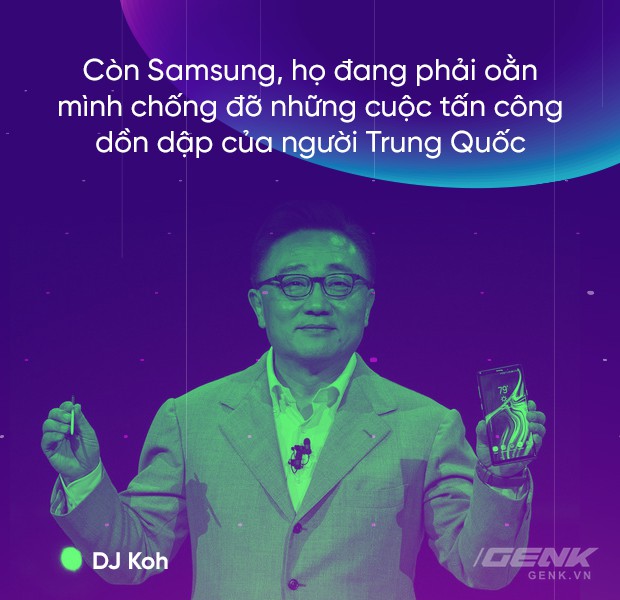 Còn Samsung, họ đang phải oằn
mình chống đỡ những cuộc tấn công
dồn dập của người Trung Quốc
79°
DJ Koh
GENK
GENK.VN